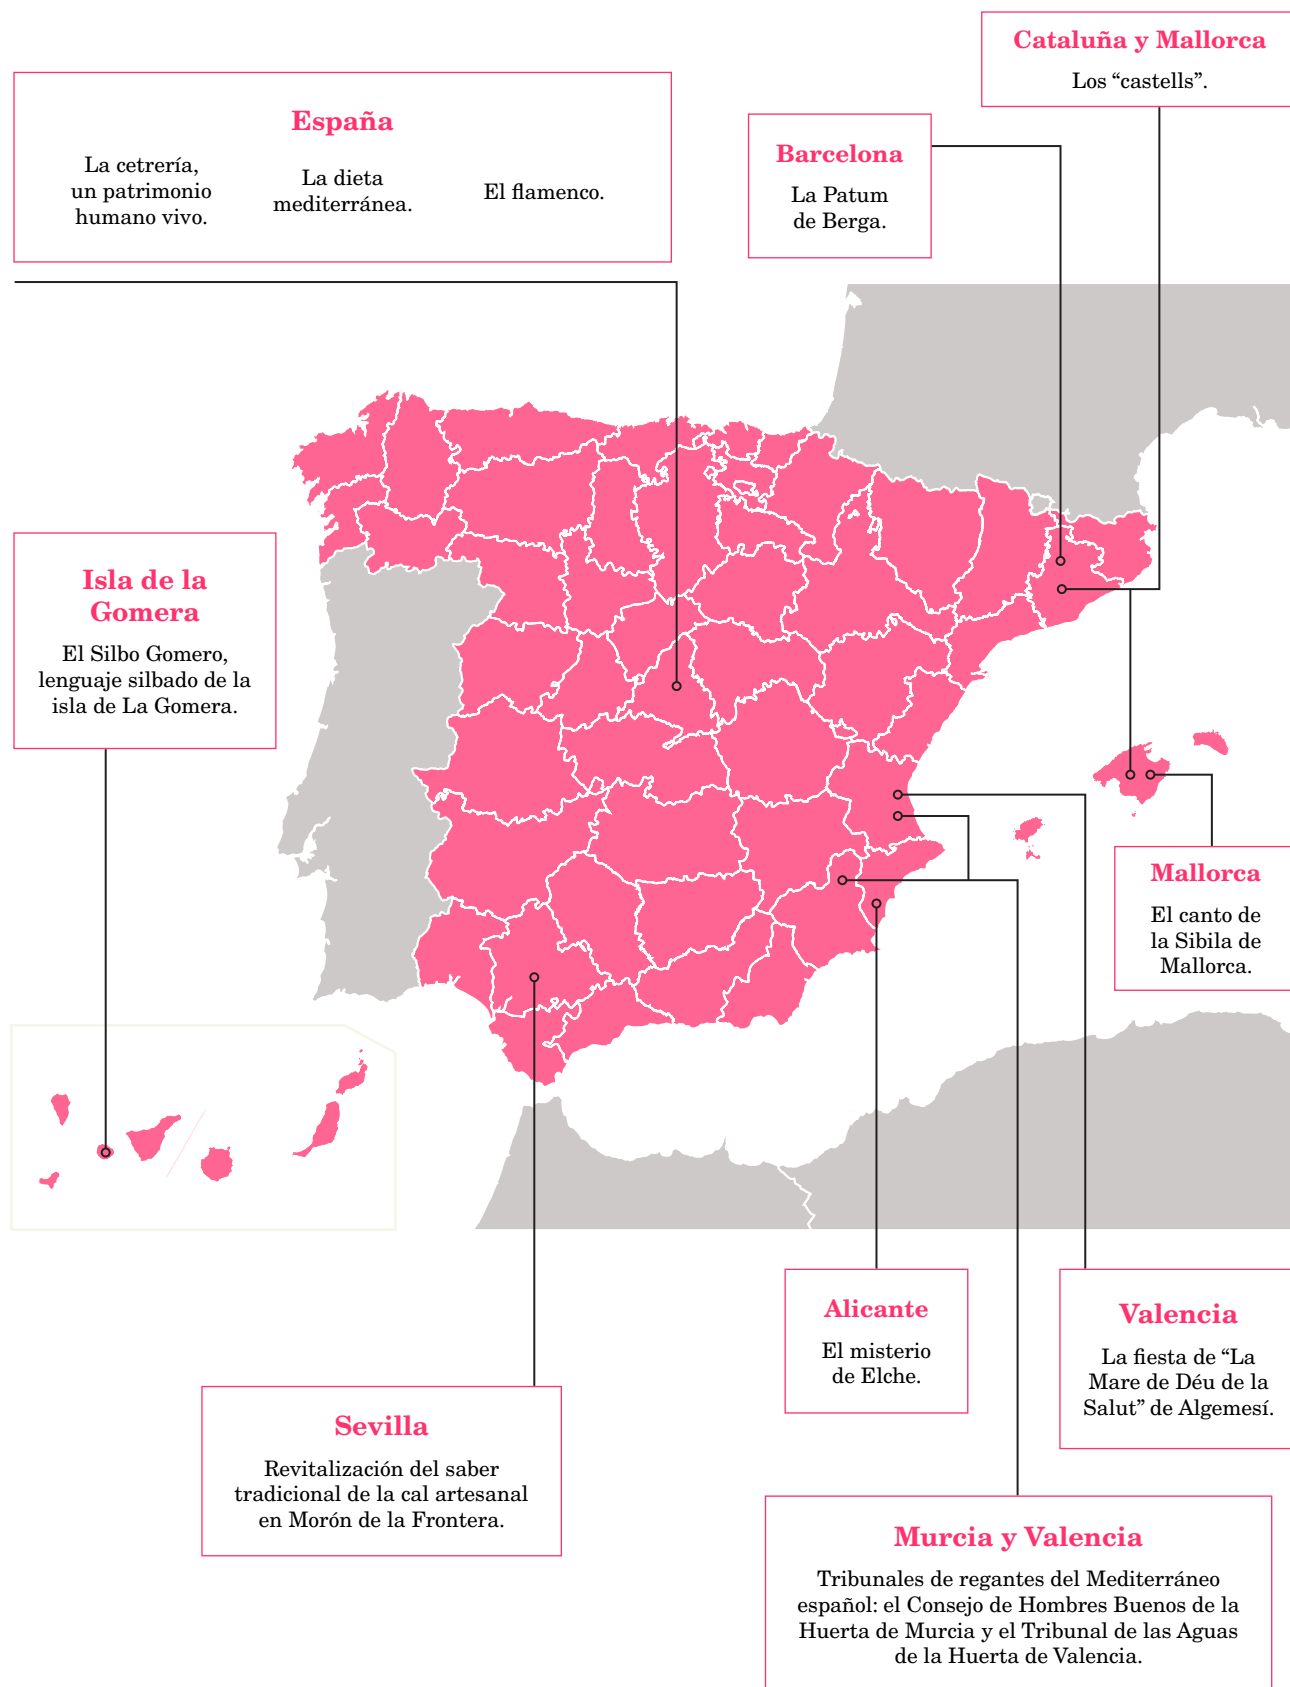 Cataluña y Mallorca
Los “castells”.
España
La cetrería,
un patrimonio
humano vivo.
La dieta
mediterránea.
El flamenco.
Barcelona
La Patum
de Berga.
Isla de la
Gomera
El Silbo Gomero,
lenguaje silbado de la
isla de La Gomera.
Mallorca
El canto de
la Sibila de
Mallorca.
Alicante
El misterio
de Elche.
Valencia
La fiesta de “La
Mare de Déu de la
Salut” de Algemesí.
Sevilla
Revitalización del saber
tradicional de la cal artesanal
en Morón de la Frontera.
Murcia y Valencia
Tribunales de regantes del Mediterráneo
español: el Consejo de Hombres Buenos de la
Huerta de Murcia y el Tribunal de las Aguas
de la Huerta de Valencia.